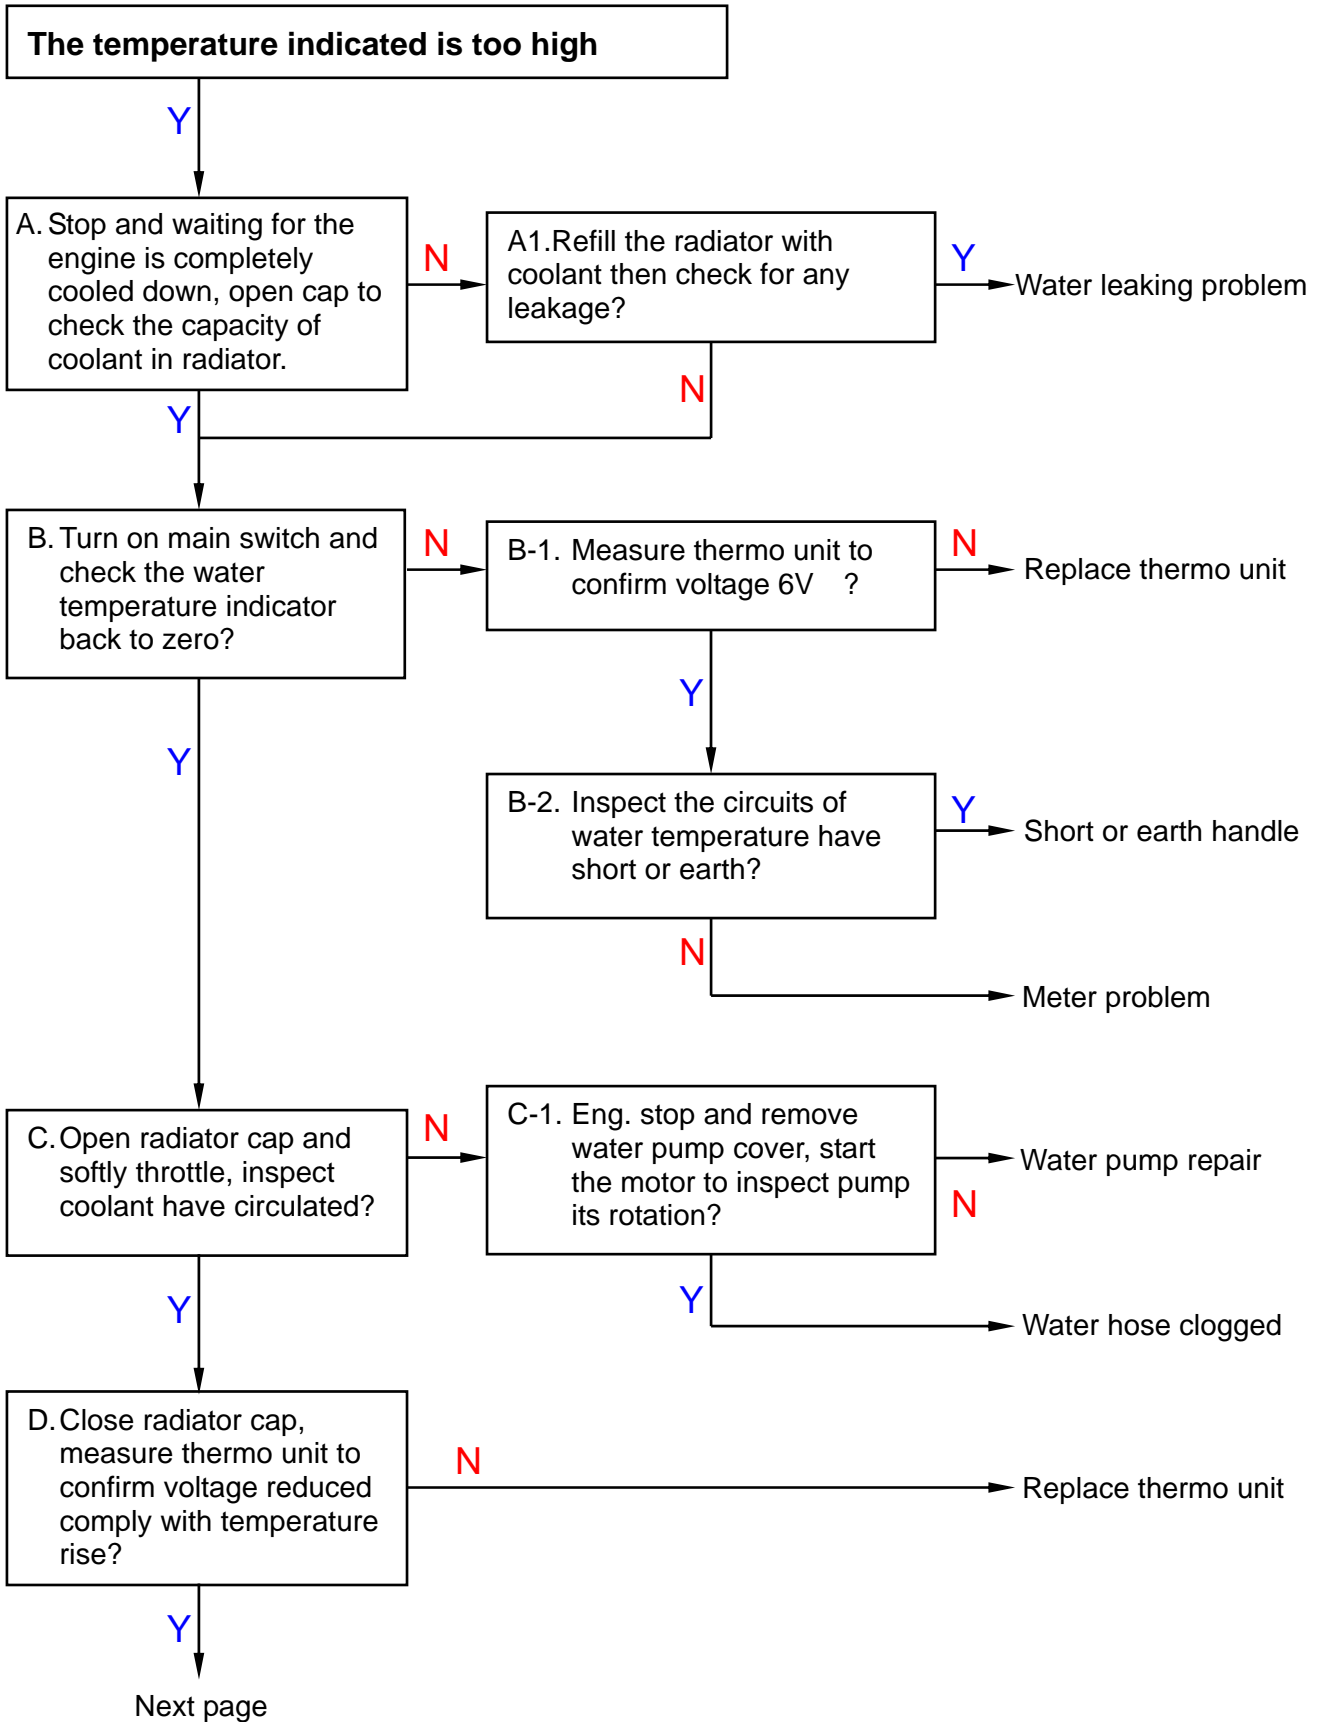 The temperature indicated is too high
Y
A. Stop and waiting for the
engine is completely
cooled down, open cap to
check the capacity of
coolant in radiator.
N
A1.Refill the radiator with
coolant then check for any
leakage?
Y
Water leaking problem
Y
N
B. Turn on main switch and
check the water
temperature indicator
back to zero?
N
B-1. Measure thermo unit to
confirm voltage 6V ?
N
Replace thermo unit
Y
Y
B-2. Inspect the circuits of
water temperature have
short or earth?
Y
Short or earth handle
N
Meter problem
C. Open radiator cap and
softly throttle, inspect
coolant have circulated?
N
C-1. Eng. stop and remove
water pump cover, start
the motor to inspect pump
its rotation?
Water pump repair
N
Y
Y
Water hose clogged
D. Close radiator cap,
measure thermo unit to
confirm voltage reduced
comply with temperature
rise?
N
Replace thermo unit
Y
Next page